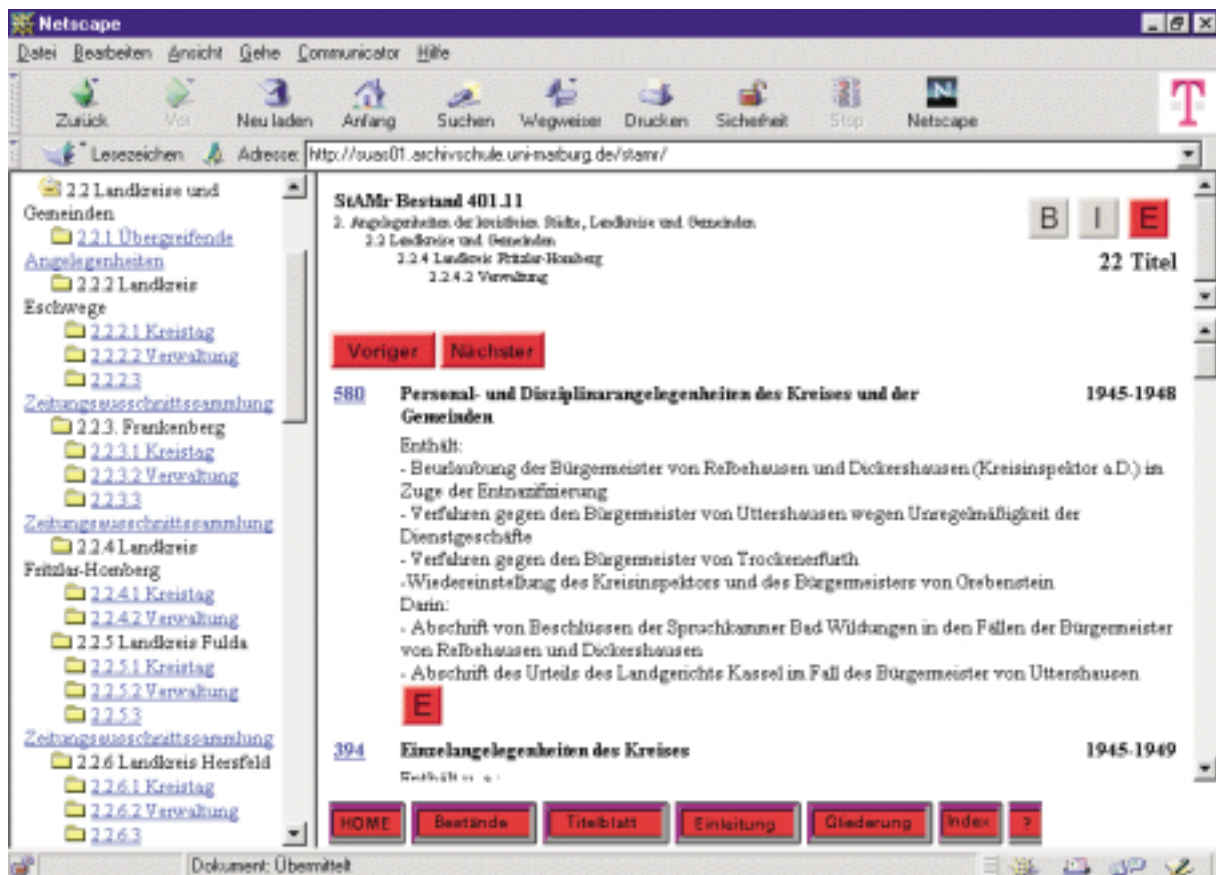 Netscape
Datei Bearbeiten Ansicht Gehe Communicator Hilfe
Zurück Vor Neu laden Anfang Suchen Wegweiser Drucken Sicherheit Stop Netscape
Lesezeichen Adresse: http://suas01.archivschule.uni-marburg.de/stamr/
2.2 Landkreise und
Gemeinden
2.2.1 Übergreifende
Angelegenheiten
2.2.2 Landkreis
Eschwege
2.2.2.1 Kreistag
2.2.2.2 Verwaltung
2.2.2.3
Zeitungsausschnittssammlung
2.2.3. Frankenberg
2.2.3.1 Kreistag
2.2.3.2 Verwaltung
2.2.3.3
Zeitungsausschnittssammlung
2.2.4 Landkreis
Fritzlar-Homberg
2.2.4.1 Kreistag
2.2.4.2 Verwaltung
2.2.5 Landkreis Fulda
2.2.5.1 Kreistag
2.2.5.2 Verwaltung
2.2.5.3
Zeitungsausschnittssammlung
2.2.6 Landkreis Hersfeld
2.2.6.1 Kreistag
2.2.6.2 Verwaltung
2.2.6.3
StAMr Bestand 401.11
2. Angelegenheiten der kreisfreien Städte, Landkreise und Gemeinden
2.2 Landkreise und Gemeinden
2.2.4 Landkreis Fritzlar-Homberg
2.2.4.2 Verwaltung
B I E
22 Titel
Voriger Nächster
580 Personal- und Disziplinarangelegenheiten des Kreises und der 1945-1948
Gemeinden
Enthält:
- Beurlaubung der Bürgermeister von Relbehausen und Dickershausen (Kreisinspektor a.D.) im
Zuge der Entnazifizierung
- Verfahren gegen den Bürgermeister von Uttershausen wegen Unregelmäßigkeit der
Dienstgeschäfte
- Verfahren gegen den Bürgermeister von Trockenerfurth
-Wiedereinstellung des Kreisinspektors und des Bürgermeisters von Grebenstein
Darin:
- Abschrift von Beschlüssen der Spruchkammer Bad Wildungen in den Fällen der Bürgermeister
von Relbehausen und Dickershausen
- Abschrift des Urteils des Landgerichts Kassel im Fall des Bürgermeister von Uttershausen
E
394 Einzelangelegenheiten des Kreises 1945-1949
Enthält u. a.:
HOME Bestände Titelblatt Einleitung Gliederung Index ?
Dokument: Übermittelt